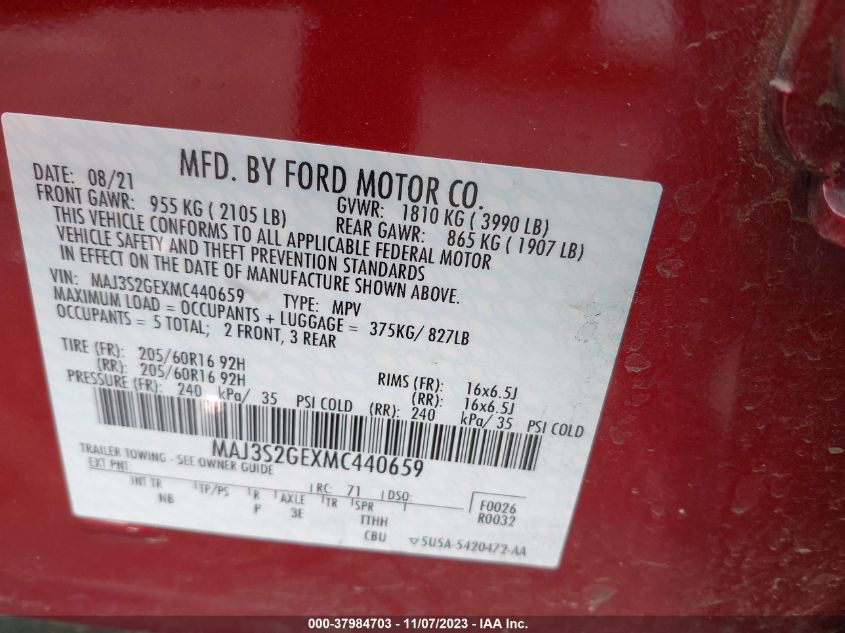 MFD. BY FORD MOTOR CO.
DATE: 08/21 GVWR: 1810 KG ( 3990 LB)
FRONT GAWR: 955 KG ( 2105 LB) REAR GAWR: 865 KG ( 1907 LB)
THIS VEHICLE CONFORMS TO ALL APPLICABLE FEDERAL MOTOR
VEHICLE SAFETY AND THEFT PREVENTION STANDARDS
IN EFFECT ON THE DATE OF MANUFACTURE SHOWN ABOVE.
VIN: MAJ3S2GEXMC440659 TYPE: MPV
MAXIMUM LOAD = OCCUPANTS + LUGGAGE = 375KG/ 827LB
OCCUPANTS = 5 TOTAL; 2 FRONT, 3 REAR
TIRE (FR): 205/60R16 92H RIMS (FR): 16x6.5J
(RR): 205/60R16 92H (RR): 16x6.5J
PRESSURE (FR): 240 kPa/ 35 PSI COLD (RR): 240 kPa/ 35 PSI COLD
MAJ3S2GEXMC440659
TRAILER TOWING - SEE OWNER GUIDE
EXT PNT: RC: 71 DSO:
INT TR TP/PS R AXLE TR SPR F0026
NB P 3E TTHH R0032
CBU 5U5A-5420472-AA
000-37984703 — 11/07/2023 — IAA Inc.